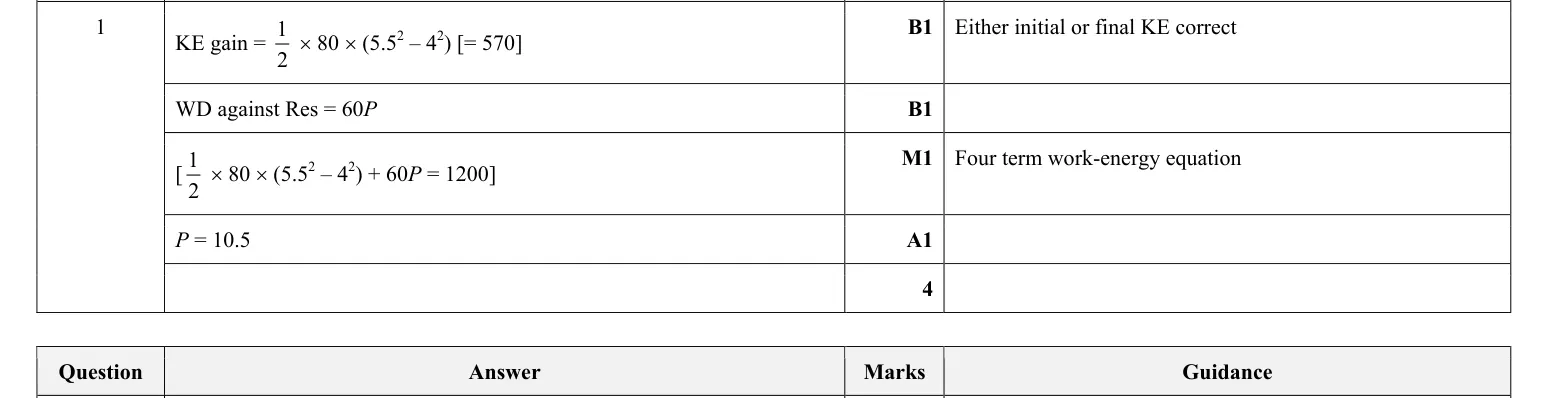 1
KE gain = 1/2 × 80 × (5.5² – 4²) [= 570]
B1
Either initial or final KE correct
WD against Res = 60P
B1
[1/2 × 80 × (5.5² – 4²) + 60P = 1200]
M1
Four term work-energy equation
P = 10.5
A1
4
Question
Answer
Marks
Guidance